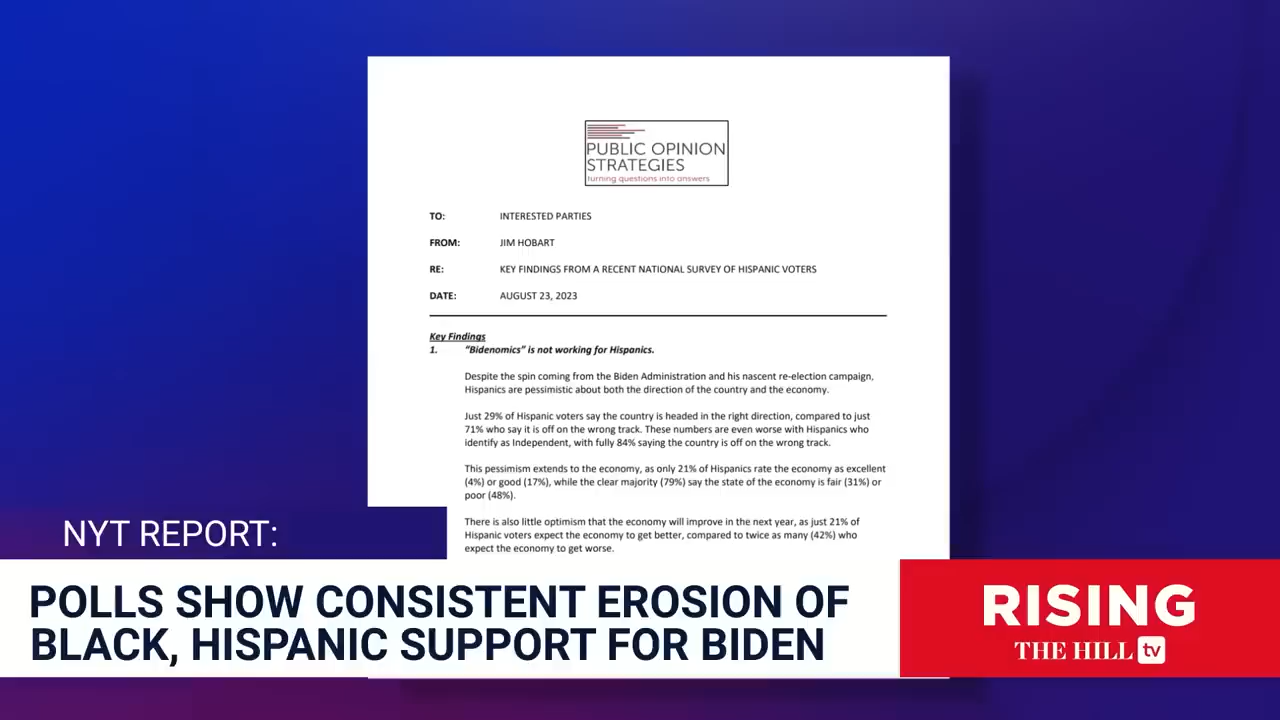 PUBLIC OPINION
STRATEGIES
turning questions into answers
TO: INTERESTED PARTIES
FROM: JIM HOBART
RE: KEY FINDINGS FROM A RECENT NATIONAL SURVEY OF HISPANIC VOTERS
DATE: AUGUST 23, 2023
Key Findings
1. “Bidenomics” is not working for Hispanics.
Despite the spin coming from the Biden Administration and his nascent re-election campaign,
Hispanics are pessimistic about both the direction of the country and the economy.
Just 29% of Hispanic voters say the country is headed in the right direction, compared to just
71% who say it is off on the wrong track. These numbers are even worse with Hispanics who
identify as Independent, with fully 84% saying the country is off on the wrong track.
This pessimism extends to the economy, as only 21% of Hispanics rate the economy as excellent
(4%) or good (17%), while the clear majority (79%) say the state of the economy is fair (31%) or
poor (48%).
There is also little optimism that the economy will improve in the next year, as just 21% of
Hispanic voters expect the economy to get better, compared to twice as many (42%) who
expect the economy to get worse.
NYT REPORT:
POLLS SHOW CONSISTENT EROSION OF
BLACK, HISPANIC SUPPORT FOR BIDEN
RISING
THE HILL tv